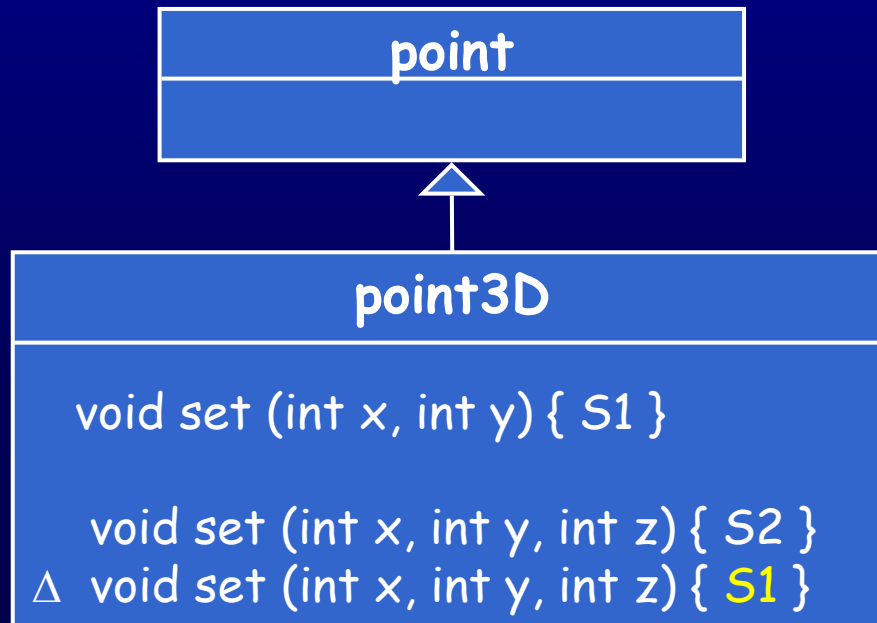 point
point3D
void set (int x, int y) { S1 }
void set (int x, int y, int z) { S2 }
Δ void set (int x, int y, int z) { S1 }